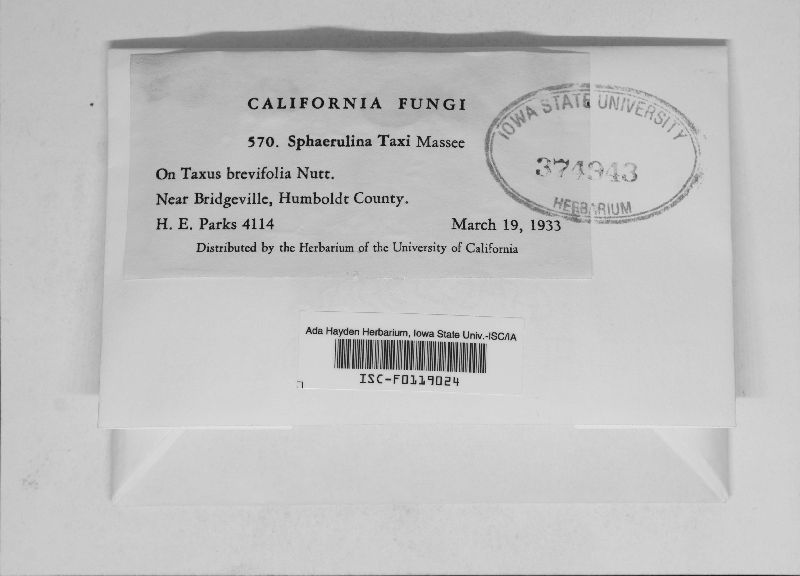 CALIFORNIA FUNGI
570. Sphaerulina Taxi Massee
On Taxus brevifolia Nutt.
Near Bridgeville, Humboldt County.
H. E. Parks 4114 March 19, 1933
Distributed by the Herbarium of the University of California
IOWA STATE UNIVERSITY
374943
HERBARIUM
Ada Hayden Herbarium, Iowa State Univ.-ISC/IA
ISC-F0119024